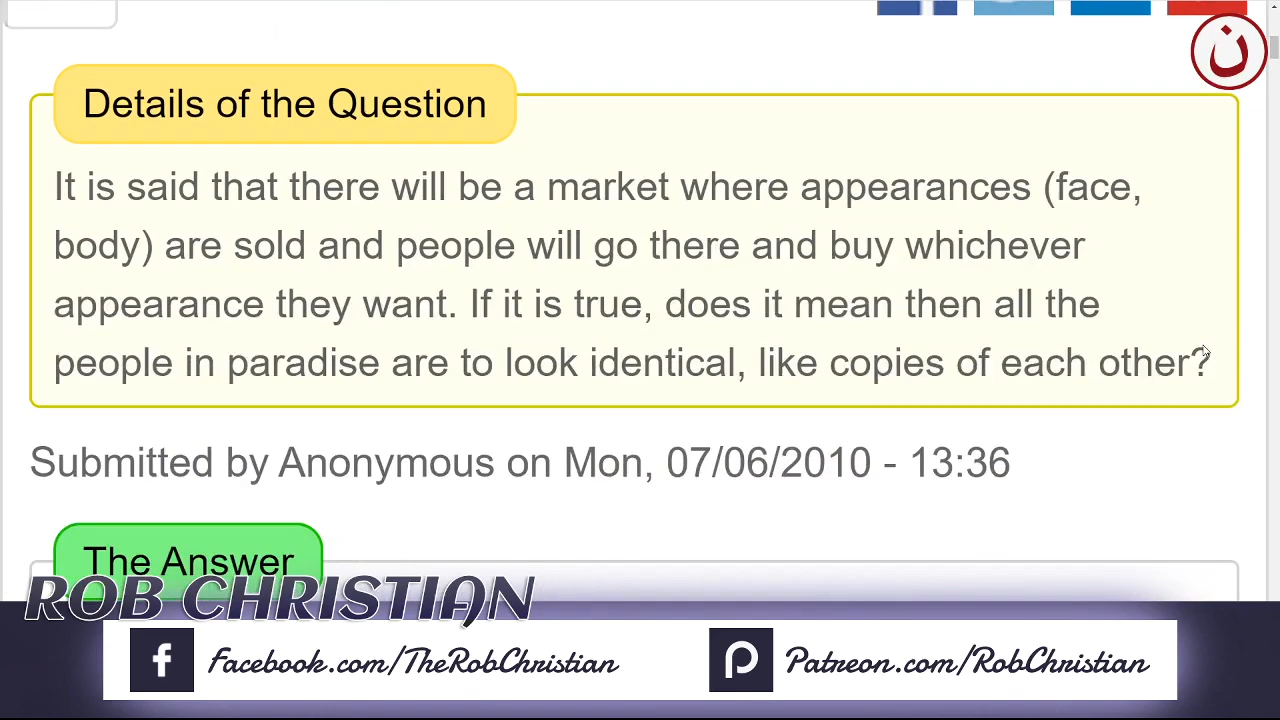 ن
Details of the Question
It is said that there will be a market where appearances (face,
body) are sold and people will go there and buy whichever
appearance they want. If it is true, does it mean then all the
people in paradise are to look identical, like copies of each other?
Submitted by Anonymous on Mon, 07/06/2010 - 13:36
The Answer
ROB CHRISTIAN
f Facebook.com/TheRobChristian
Patreon.com/RobChristian